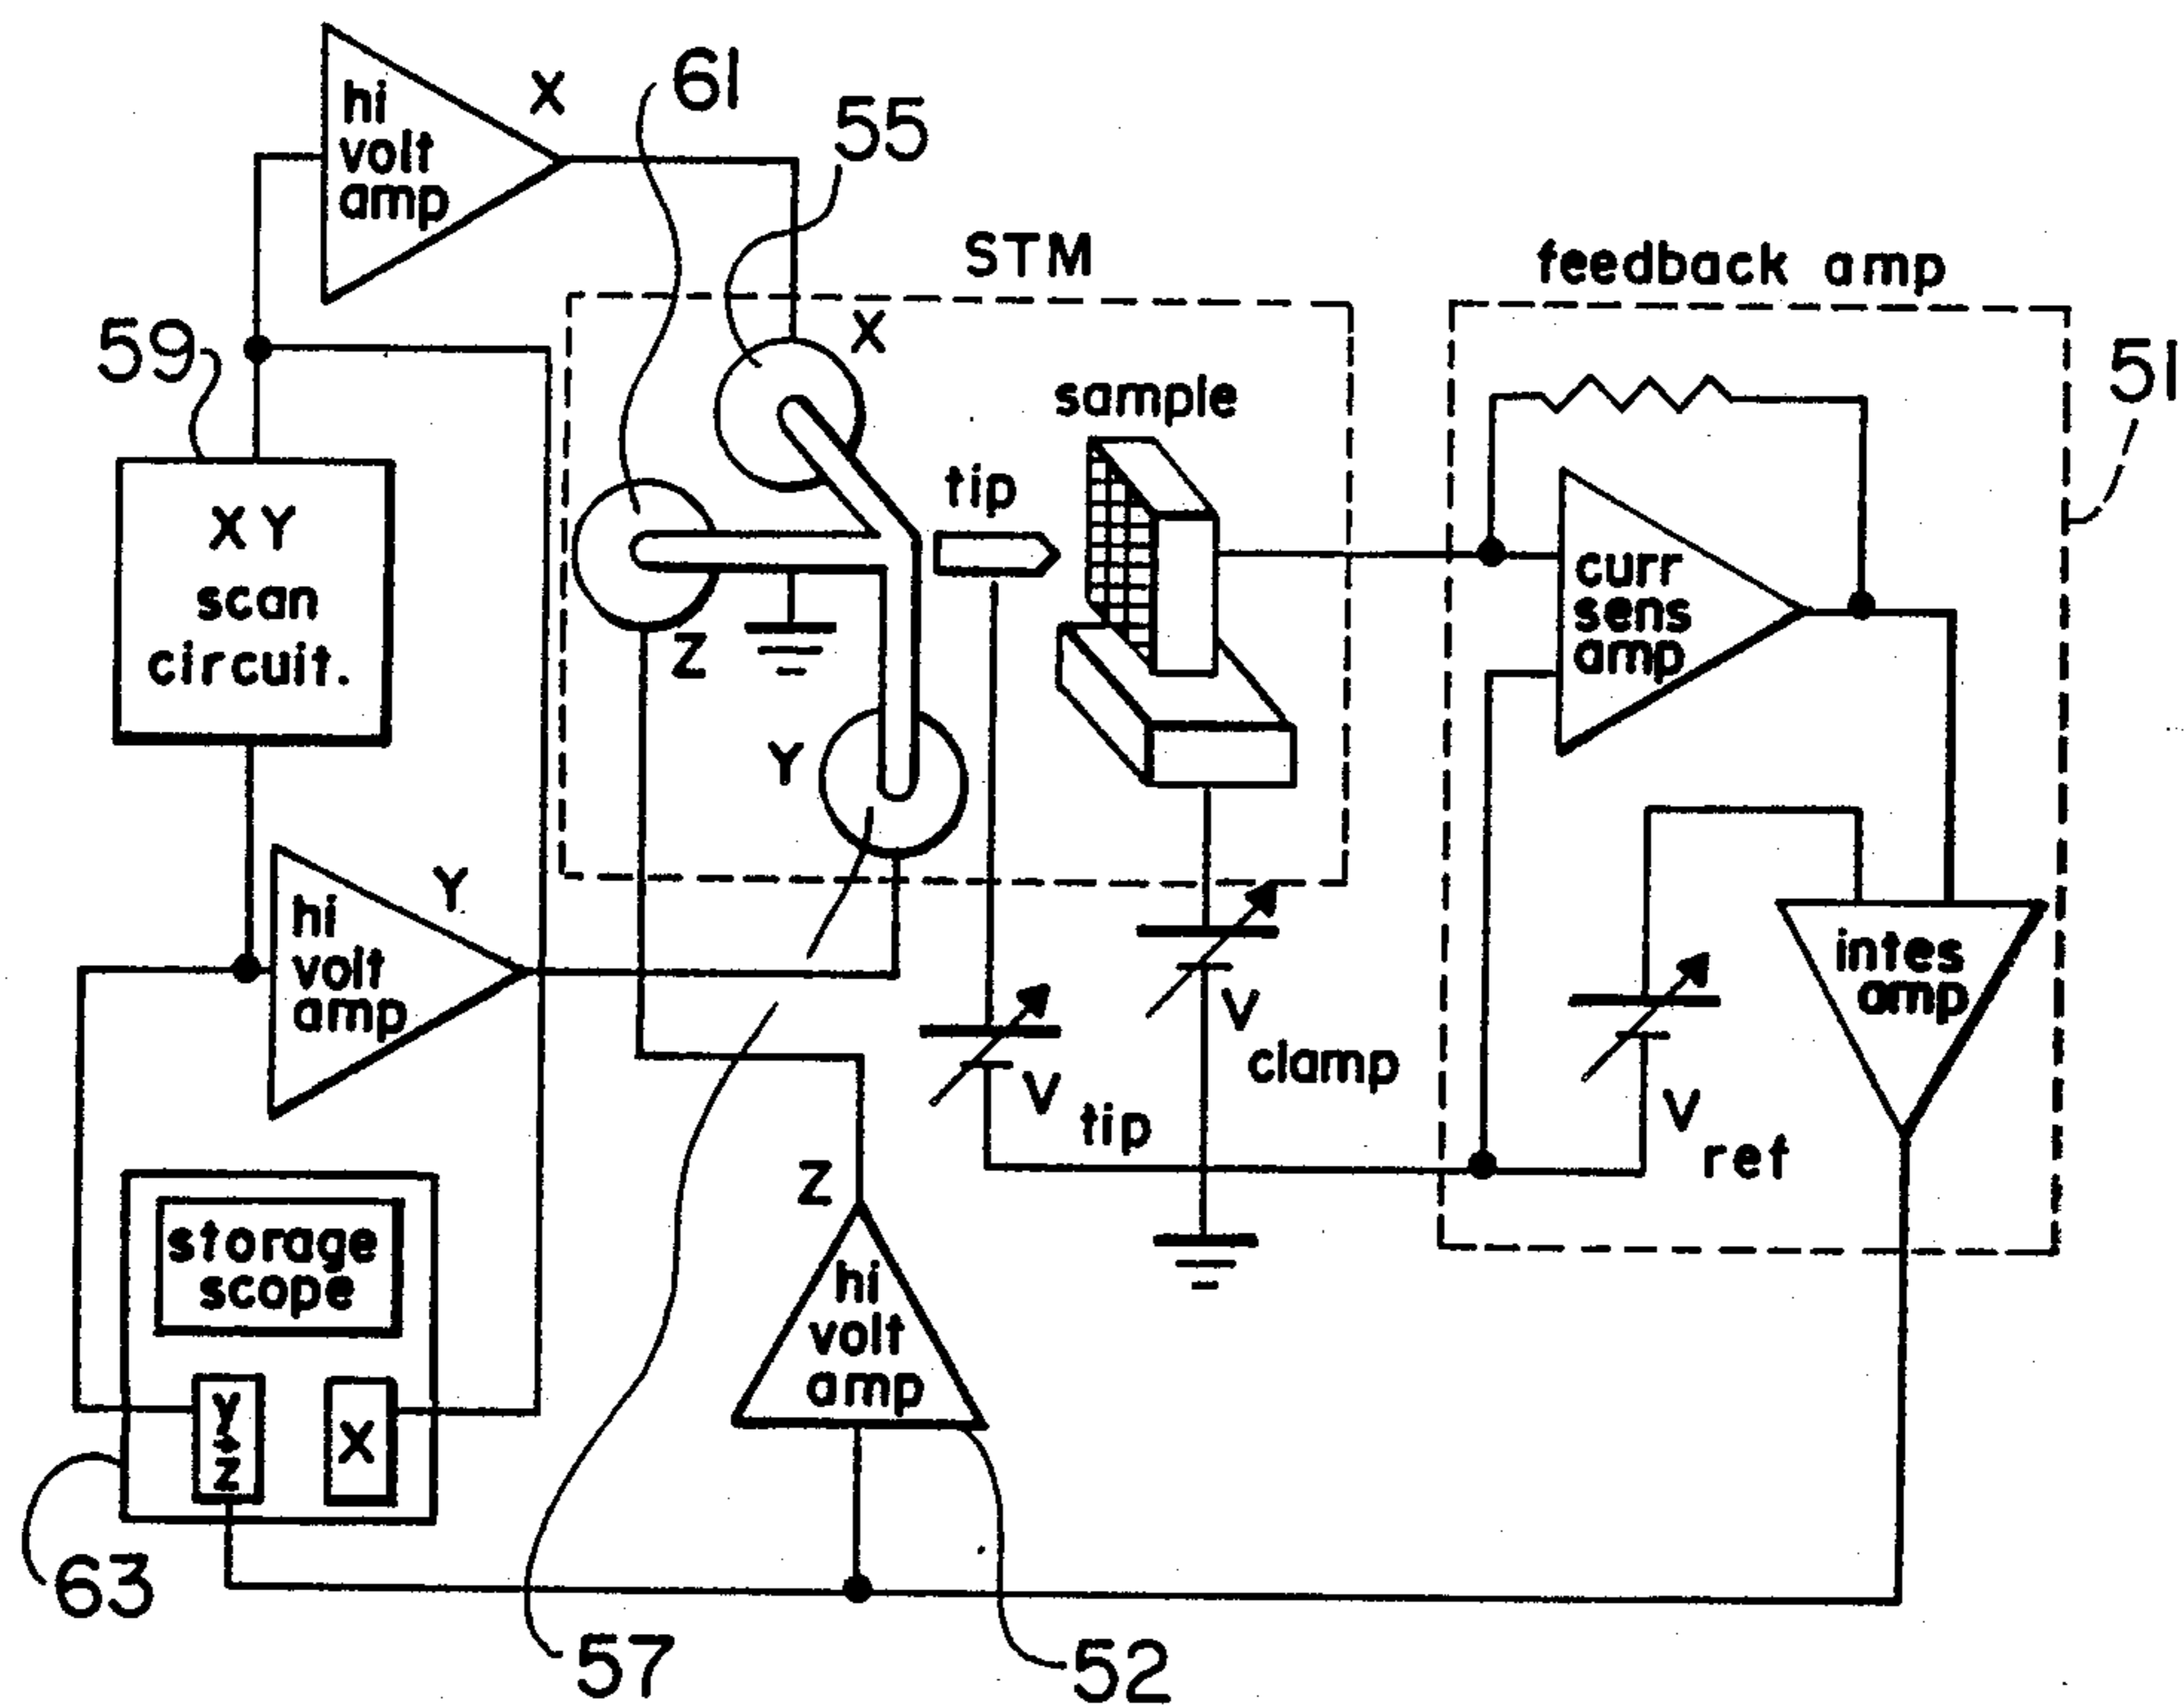 hi
volt
amp
X
61
55
STM
feedback amp
59
X
51
sample
tip
XY
scan
circuit.
curr
sens
amp
Z
Y
hi
volt
amp
Y
intes
amp
V
clamp
V
tip
V
ref
Z
storage
scope
hi
volt
amp
y
z
X
63
57
52